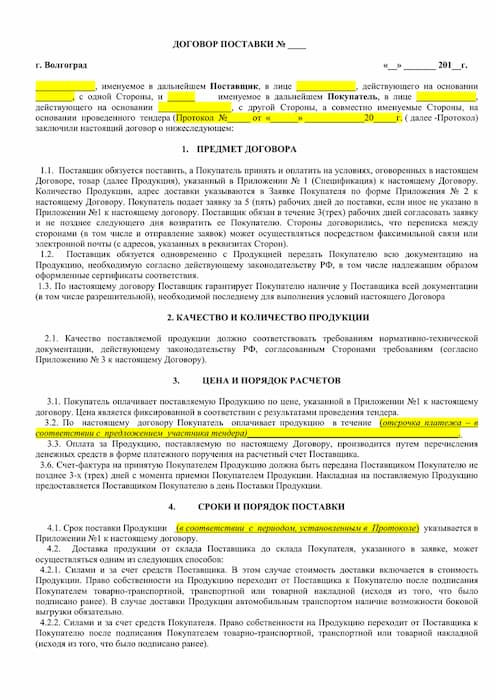 ДОГОВОР ПОСТАВКИ № ____
г. Волгоград «__» _______ 201__г.
_____________, именуемое в дальнейшем Поставщик, в лице _____________, действующего на основании
________, с одной Стороны, и ______ именуемое в дальнейшем Покупатель, в лице _____________,
действующего на основании ________________, с другой Стороны, а совместно именуемые Стороны, на
основании проведенного тендера (Протокол №_____ от «______»______________20_____г. ( далее -Протокол)
заключили настоящий договор о нижеследующем:
1. ПРЕДМЕТ ДОГОВОРА
1.1. Поставщик обязуется поставить, а Покупатель принять и оплатить на условиях, оговоренных в настоящем
Договоре, товар (далее Продукция), указанный в Приложении № 1 (Спецификация) к настоящему Договору.
Количество Продукции, адрес доставки указываются в Заявке Покупателя по форме Приложения № 2 к
настоящему Договору. Покупатель подает заявку за 5 (пять) рабочих дней до поставки, если иное не указано в
Приложении №1 к настоящему договору. Поставщик обязан в течение 3(трех) рабочих дней согласовать заявку
и не позднее следующего дня возвратить ее Покупателю. Стороны договорились, что переписка между
сторонами (в том числе и отправление заявок) может осуществляться посредством факсимильной связи или
электронной почты (с адресов, указанных в реквизитах Сторон).
1.2. Поставщик обязуется одновременно с Продукцией передать Покупателю всю документацию на
Продукцию, необходимую согласно действующему законодательству РФ, в том числе надлежащим образом
оформленные сертификаты соответствия.
1.3. По настоящему договору Поставщик гарантирует Покупателю наличие у Поставщика всей документации
(в том числе разрешительной), необходимой последнему для выполнения условий настоящего Договора
2. КАЧЕСТВО И КОЛИЧЕСТВО ПРОДУКЦИИ
2.1. Качество поставляемой продукции должно соответствовать требованиям нормативно-технической
документации, действующему законодательству РФ, согласованным Сторонами требованиям (согласно
Приложению № 3 к настоящему Договору).
3. ЦЕНА И ПОРЯДОК РАСЧЕТОВ
3.1. Покупатель оплачивает поставляемую Продукцию по цене, указанной в Приложении №1 к настоящему
договору. Цена является фиксированной в соответствии с результатами проведения тендера.
3.2. По настоящему договору Покупатель оплачивает продукцию в течение (отсрочка платежа – в
соответствии с предложением участника тендера)______________________________________________.
3.3. Оплата за Продукцию, поставляемую по настоящему Договору, производится путем перечисления
денежных средств в форме платежного поручения на расчетный счет Поставщика.
3.6. Счет-фактура на принятую Покупателем Продукцию должна быть передана Поставщиком Покупателю не
позднее 3-х (трех) дней с момента приемки Покупателем Продукции. Накладная на поставляемую Продукцию
предоставляется Поставщиком Покупателю в день Поставки Продукции.
4. СРОКИ И ПОРЯДОК ПОСТАВКИ
4.1. Срок поставки Продукции (в соответствии с периодом, установленным в Протоколе) указывается в
Приложении №1 к настоящему договору.
4.2. Доставка продукции от склада Поставщика до склада Покупателя, указанного в заявке, может
осуществляться одним из следующих способов:
4.2.1. Силами и за счет средств Поставщика. В этом случае стоимость доставки включается в стоимость
Продукции. Право собственности на Продукцию переходит от Поставщика к Покупателю после подписания
Покупателем товарно-транспортной, транспортной или товарной накладной (исходя из того, что было
подписано ранее). В случае доставки Продукции автомобильным транспортом наличие возможности боковой
выгрузки обязательно.
4.2.2. Силами и за счет средств Покупателя. Право собственности на Продукцию переходит от Поставщика к
Покупателю после подписания Покупателем товарно-транспортной, транспортной или товарной накладной
(исходя из того, что было подписано ранее).